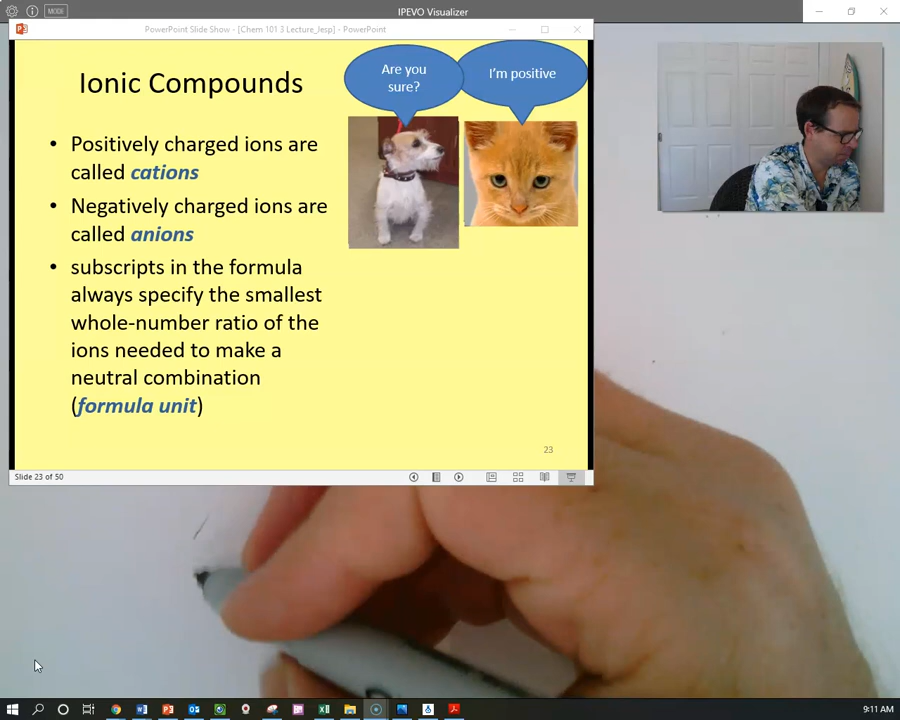 IPEVO Visualizer
MODE
PowerPoint Slide Show - [Chem 101 3 Lecture_Jesp] - PowerPoint
Ionic Compounds
Are you
sure?
I'm positive
• Positively charged ions are
called cations
• Negatively charged ions are
called anions
• subscripts in the formula
always specify the smallest
whole-number ratio of the
ions needed to make a
neutral combination
(formula unit)
23
Slide 23 of 50
9:11 AM